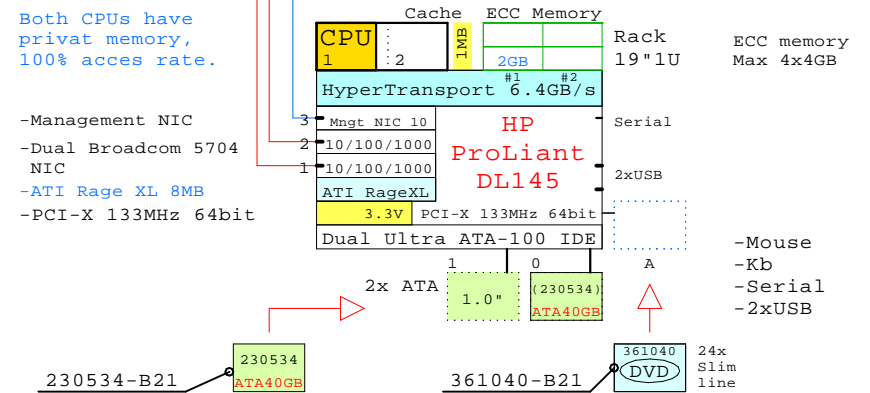 Both CPUs have
privat memory,
100% acces rate.
Cache ECC Memory
CPU
1
2
1MB
2GB
#1 #2
HyperTransport 6.4GB/s
Rack
19"1U
ECC memory
Max 4x4GB
-Management NIC
-Dual Broadcom 5704
NIC
-ATI Rage XL 8MB
-PCI-X 133MHz 64bit
3 Mngt NIC 10
2 10/100/1000
1 10/100/1000
ATI RageXL
HP
ProLiant
DL145
Serial
2xUSB
3.3V PCI-X 133MHz 64bit
Dual Ultra ATA-100 IDE
-Mouse
-Kb
-Serial
-2xUSB
1 0 A
2x ATA
1.0"
(230534)
ATA40GB
230534-B21
230534
ATA40GB
361040-B21
361040
DVD
24x
Slim
line